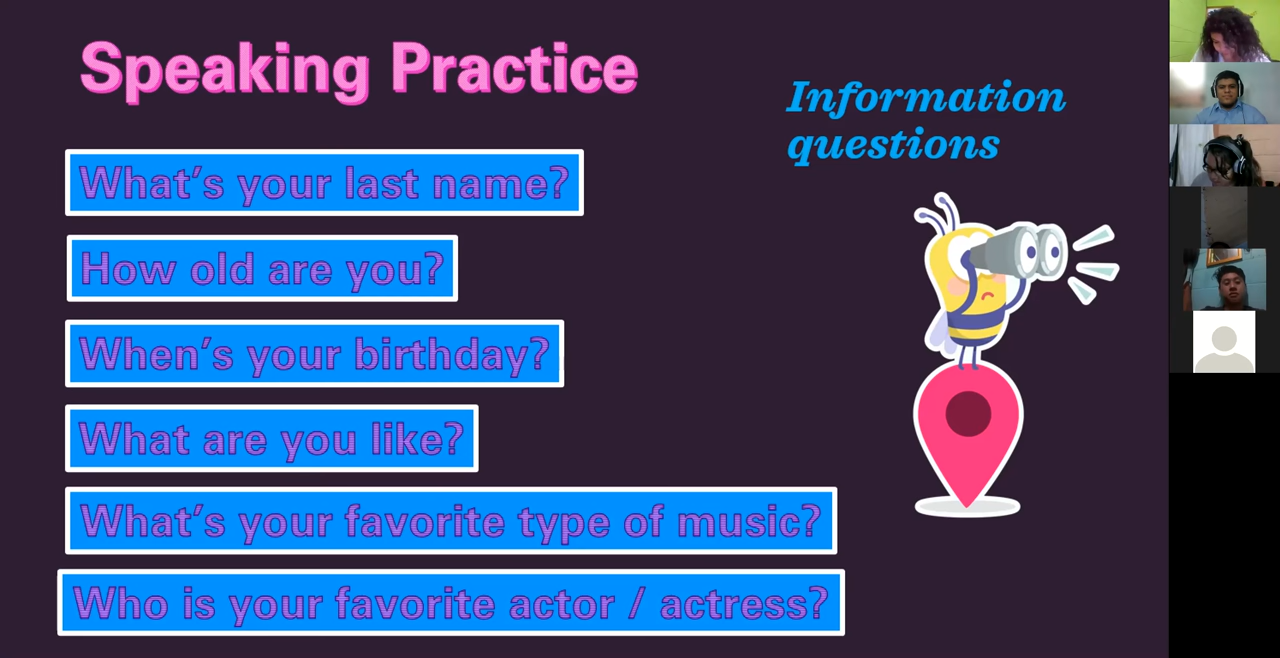 Speaking Practice
Information
questions
What's your last name?
How old are you?
When's your birthday?
What are you like?
What's your favorite type of music?
Who is your favorite actor / actress?